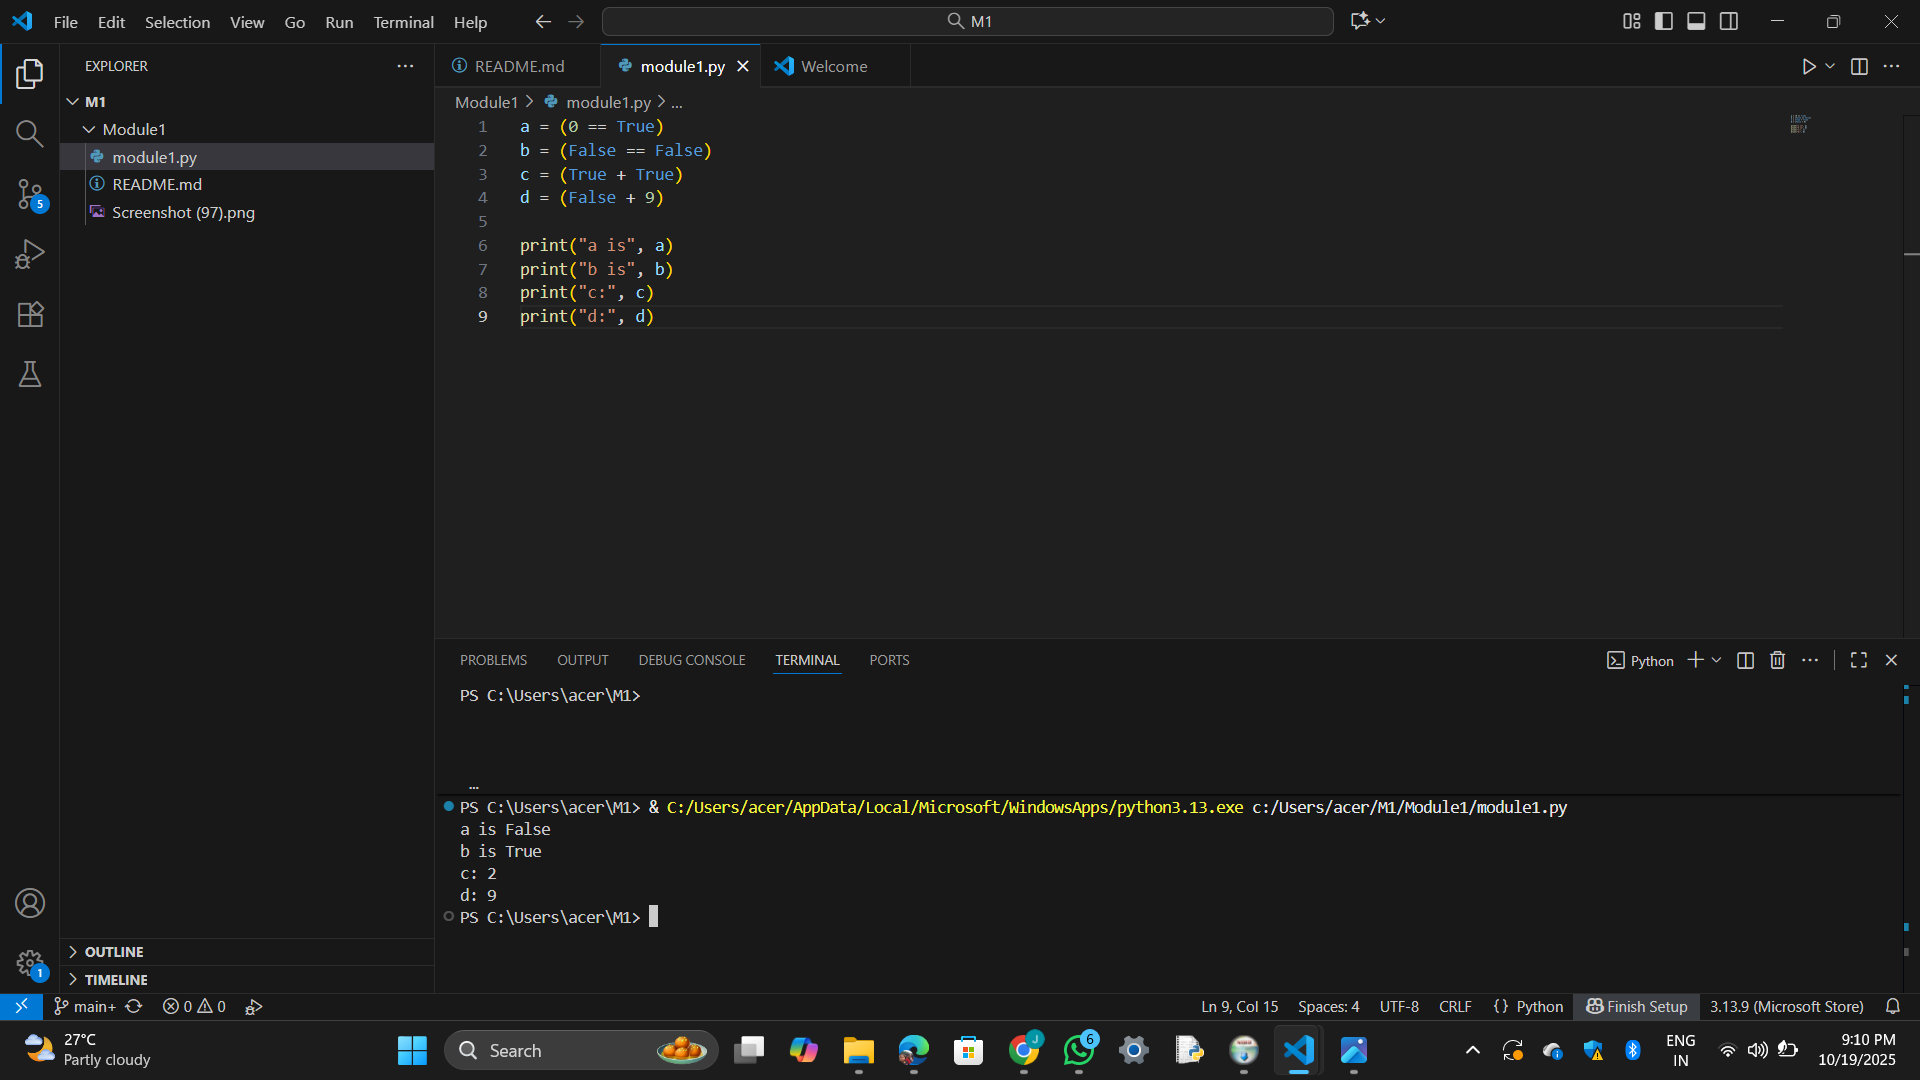 File Edit Selection View Go Run Terminal Help
M1
EXPLORER
M1
Module1
module1.py
README.md
Screenshot (97).png
OUTLINE
TIMELINE
README.md
module1.py
Welcome
Module1 > module1.py > ...
1 a = (0 == True)
2 b = (False == False)
3 c = (True + True)
4 d = (False + 9)
5
6 print("a is", a)
7 print("b is", b)
8 print("c:", c)
9 print("d:", d)
PROBLEMS OUTPUT DEBUG CONSOLE TERMINAL PORTS
Python
PS C:\Users\acer\M1>
...
PS C:\Users\acer\M1> & C:/Users/acer/AppData/Local/Microsoft/WindowsApps/python3.13.exe c:/Users/acer/M1/Module1/module1.py
a is False
b is True
c: 2
d: 9
PS C:\Users\acer\M1>
5
1
main+ 0 0
Ln 9, Col 15 Spaces: 4 UTF-8 CRLF {} Python Finish Setup 3.13.9 (Microsoft Store)
27°C
Partly cloudy
Search
J
6
ENG
IN
9:10 PM
10/19/2025